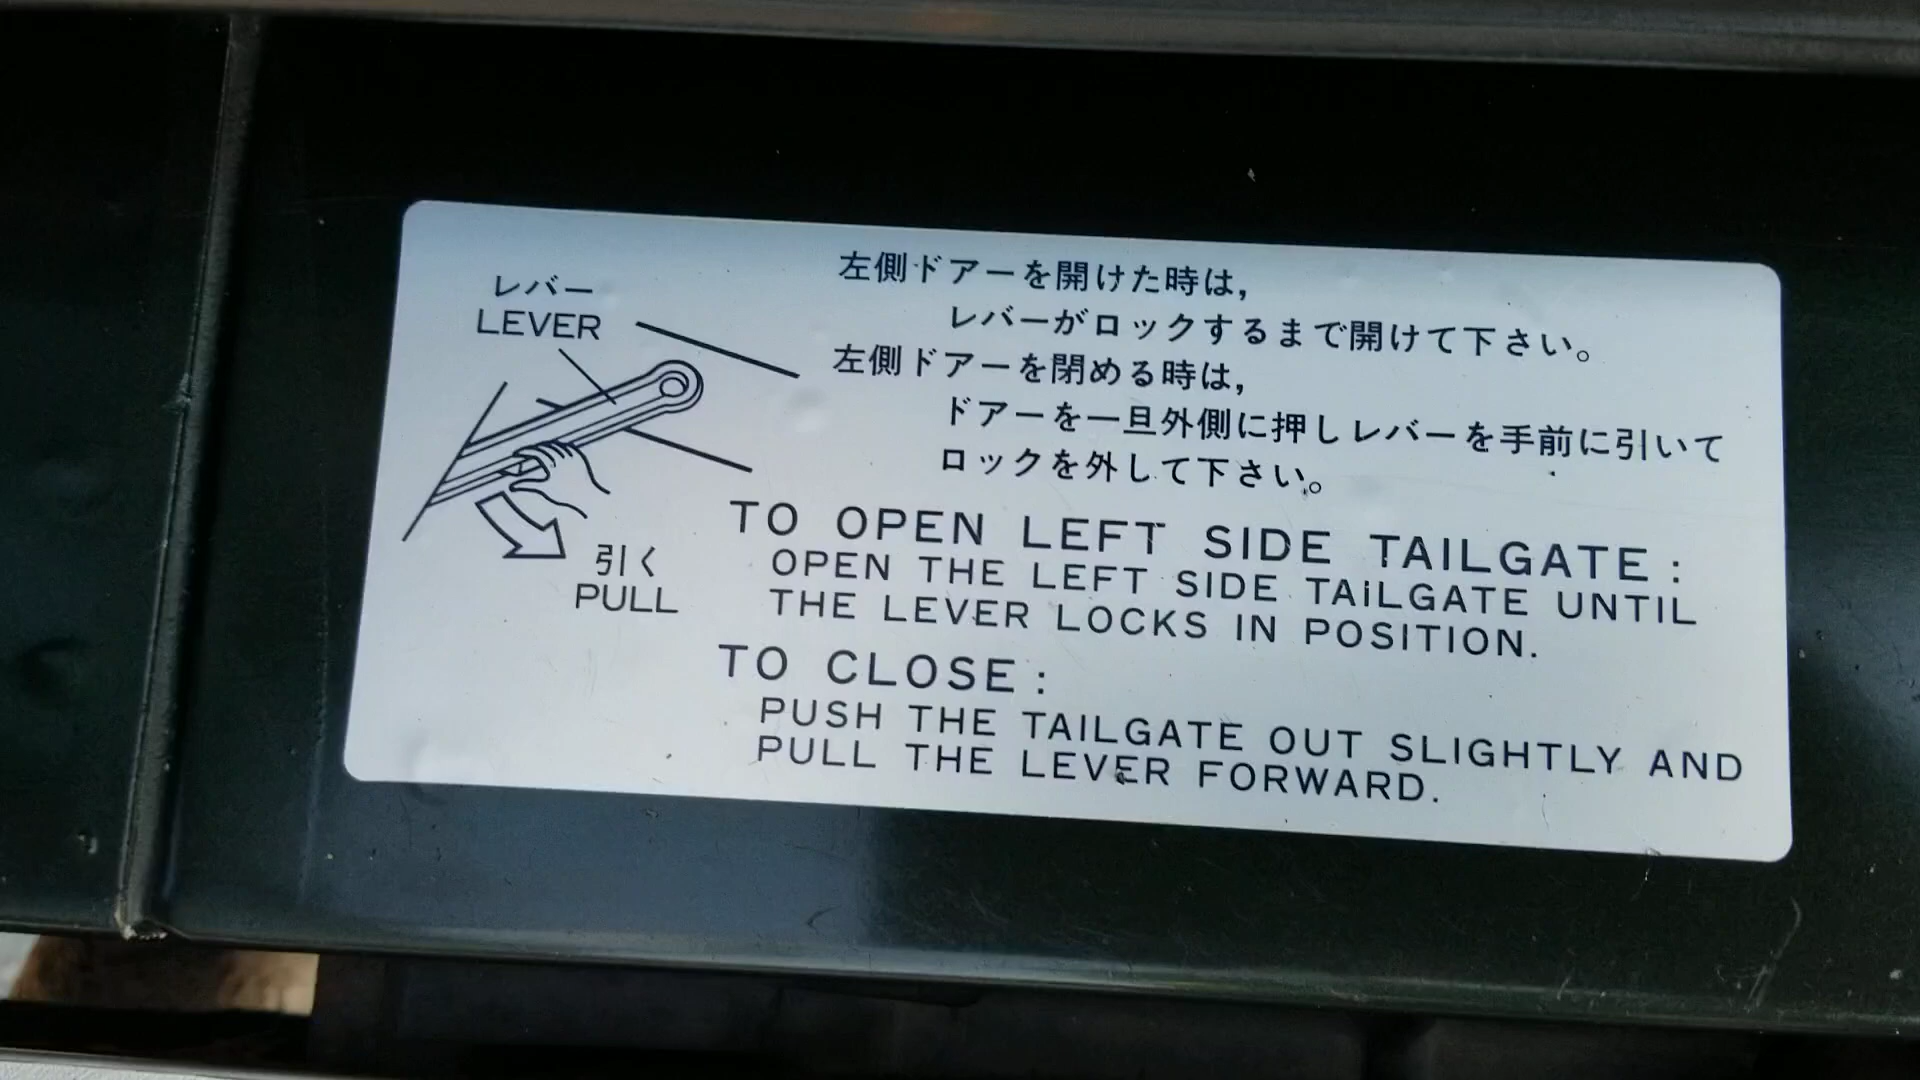 レバー
LEVER
引く
PULL
左側ドアーを開けた時は,
レバーがロックするまで開けて下さい。
左側ドアーを閉める時は,
ドアーを一旦外側に押しレバーを手前に引いて
ロックを外して下さい。
TO OPEN LEFT SIDE TAILGATE:
OPEN THE LEFT SIDE TAILGATE UNTIL
THE LEVER LOCKS IN POSITION.
TO CLOSE:
PUSH THE TAILGATE OUT SLIGHTLY AND
PULL THE LEVER FORWARD.